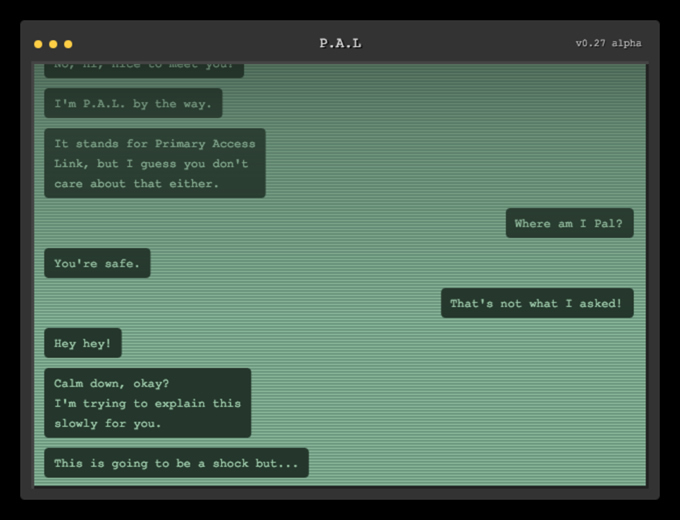 P.A.L
v0.27 alpha
No, hi, nice to meet you!
I'm P.A.L. by the way.
It stands for Primary Access
Link, but I guess you don't
care about that either.
Where am I Pal?
You're safe.
That's not what I asked!
Hey hey!
Calm down, okay?
I'm trying to explain this
slowly for you.
This is going to be a shock but...